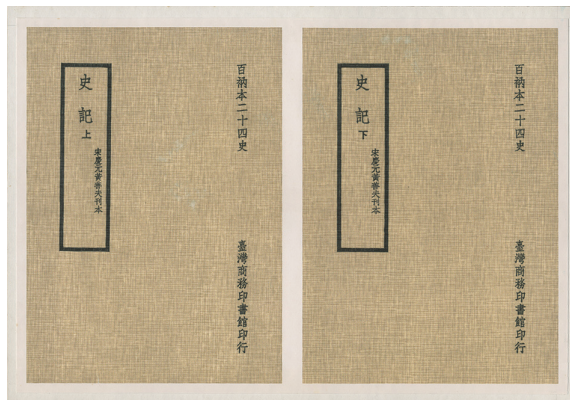 百衲本二十四史
史記上
宋慶元黃善夫刊本
臺灣商務印書館印行
百衲本二十四史
史記下
宋慶元黃善夫刊本
臺灣商務印書館印行